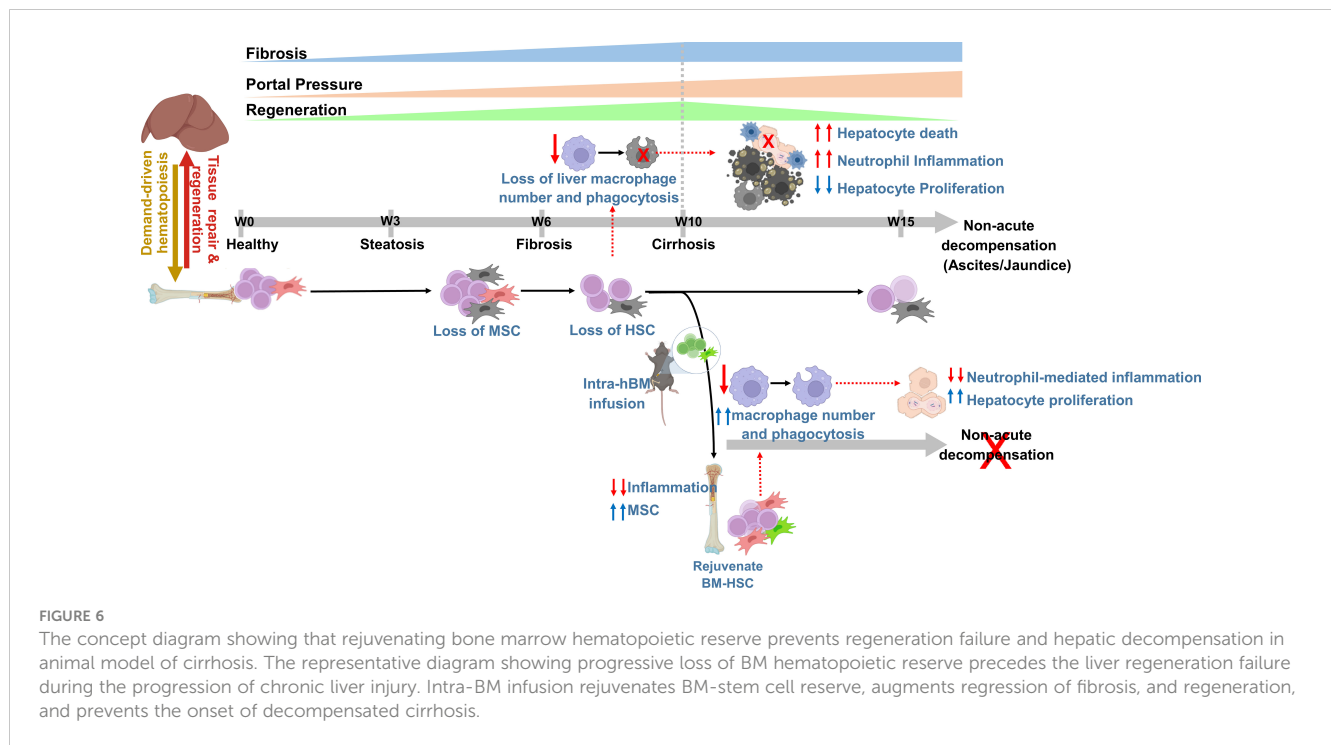 Fibrosis
Portal Pressure
Regeneration
Hepatocyte death
Neutrophil Inflammation
Hepatocyte Proliferation
X
X
Loss of liver macrophage
number and phagocytosis
Demand-driven
hematopoiesis
Tissue repair &
regeneration
W0
W3
W6
W10
W15
Healthy
Steatosis
Fibrosis
Cirrhosis
Non-acute
decompensation
(Ascites/Jaundice)
Loss of MSC
Loss of HSC
Intra-hBM
infusion
macrophage number
and phagocytosis
Neutrophil-mediated inflammation
Hepatocyte proliferation
Non-acute
decompensation
X
Inflammation
MSC
Rejuvenate
BM-HSC
FIGURE 6
The concept diagram showing that rejuvenating bone marrow hematopoietic reserve prevents regeneration failure and hepatic decompensation in
animal model of cirrhosis. The representative diagram showing progressive loss of BM hematopoietic reserve precedes the liver regeneration failure
during the progression of chronic liver injury. Intra-BM infusion rejuvenates BM-stem cell reserve, augments regression of fibrosis, and regeneration,
and prevents the onset of decompensated cirrhosis.